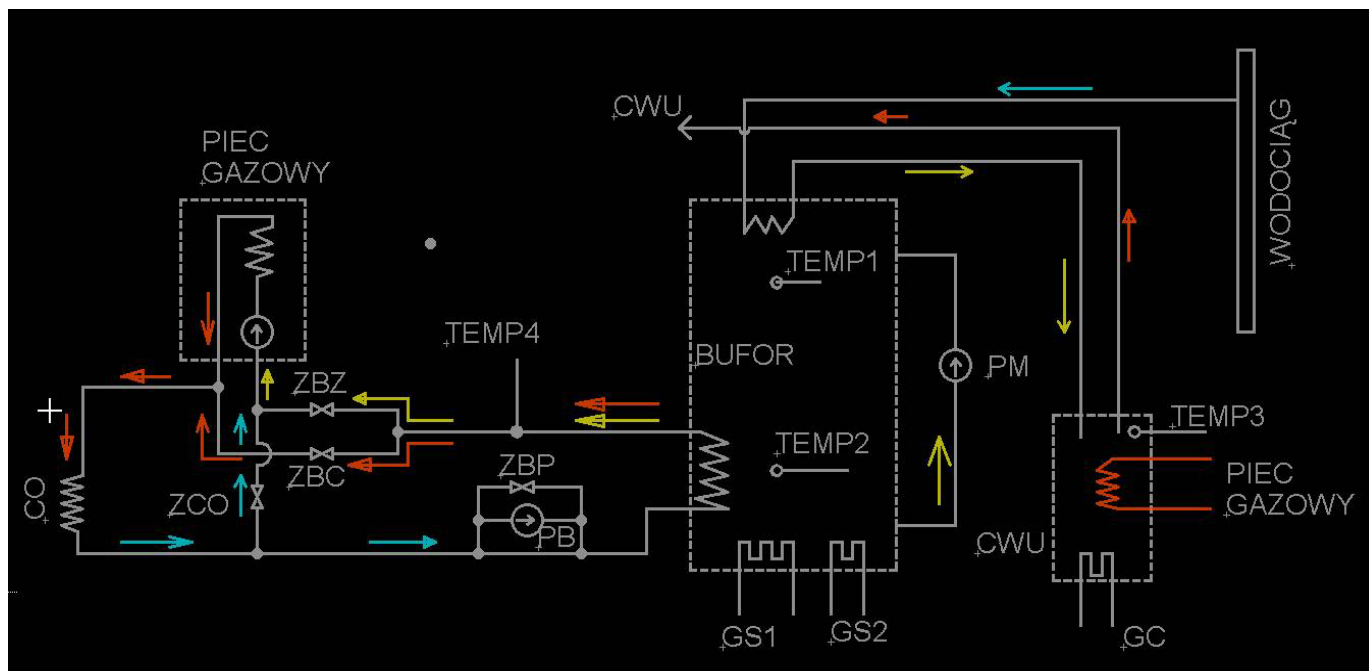 CWU
PIEC
GAZOWY
WODOCIĄG
TEMP1
TEMP4
BUFOR
PM
ZBZ
ZBC
TEMP2
ZBP
TEMP3
PIEC
GAZOWY
CO
ZCO
PB
CWU
GS1
GS2
GC